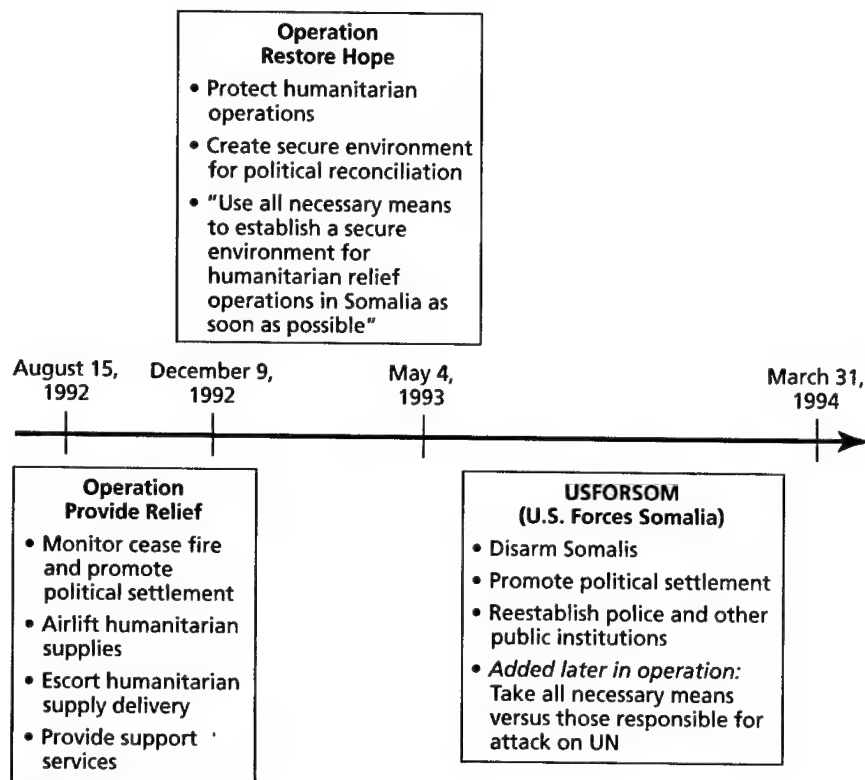 Operation
Restore Hope
• Protect humanitarian
operations
• Create secure environment
for political reconciliation
• "Use all necessary means
to establish a secure
environment for
humanitarian relief
operations in Somalia as
soon as possible"
August 15,
1992
December 9,
1992
May 4,
1993
March 31,
1994
Operation
Provide Relief
• Monitor cease fire
and promote
political settlement
• Airlift humanitarian
supplies
• Escort humanitarian
supply delivery
• Provide support
services
USFORSOM
(U.S. Forces Somalia)
• Disarm Somalis
• Promote political settlement
• Reestablish police and other
public institutions
• Added later in operation:
Take all necessary means
versus those responsible for
attack on UN